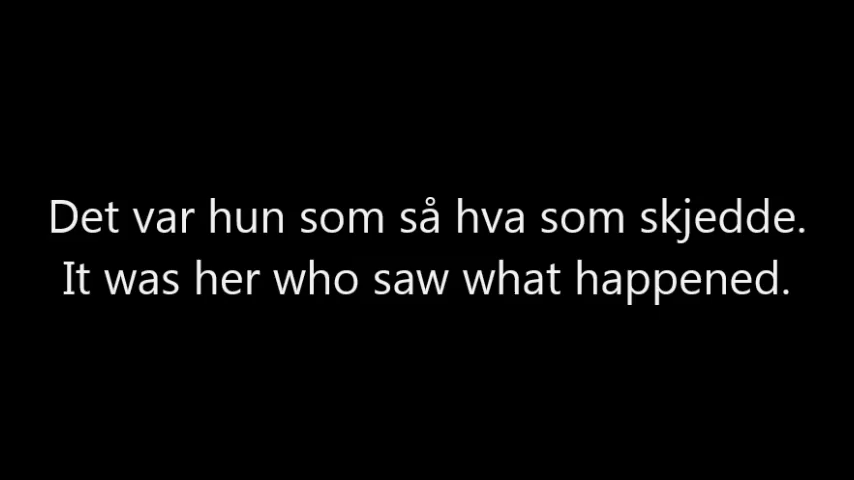 Det var hun som så hva som skjedde.
It was her who saw what happened.